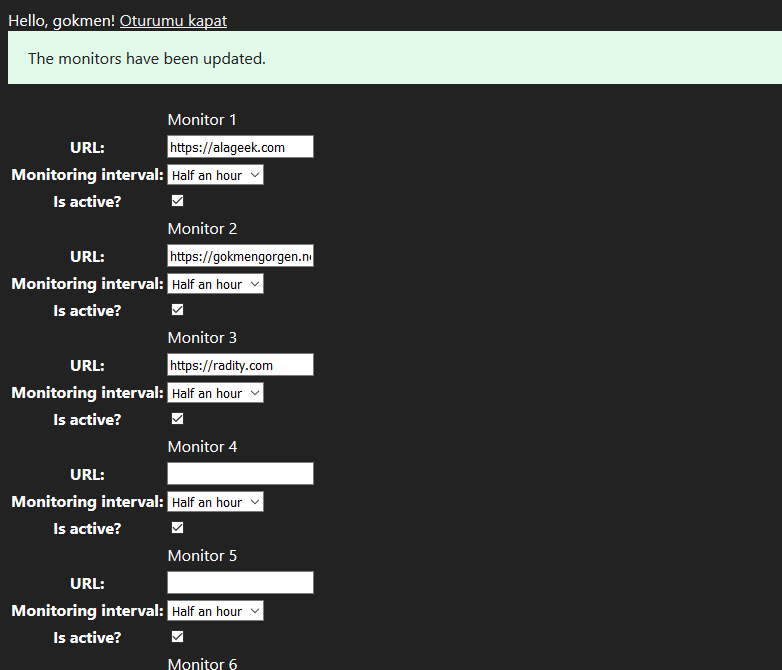 Hello, gokmen! Oturumu kapat
The monitors have been updated.
Monitor 1
URL: https://alageek.com
Monitoring interval: Half an hour
Is active?
Monitor 2
URL: https://gokmengorgen.n
Monitoring interval: Half an hour
Is active?
Monitor 3
URL: https://radity.com
Monitoring interval: Half an hour
Is active?
Monitor 4
URL:
Monitoring interval: Half an hour
Is active?
Monitor 5
URL:
Monitoring interval: Half an hour
Is active?
Monitor 6